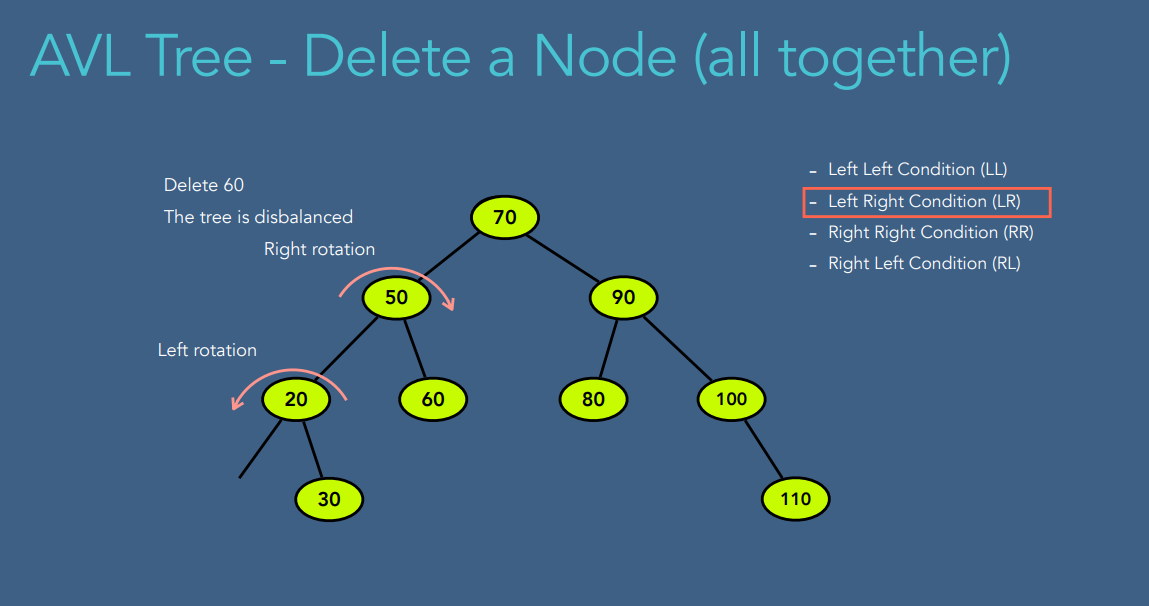 AVL Tree - Delete a Node (all together)
Delete 60
The tree is disbalanced
Right rotation
Left rotation
- Left Left Condition (LL)
- Left Right Condition (LR)
- Right Right Condition (RR)
- Right Left Condition (RL)
70
50
90
20
60
80
100
30
110